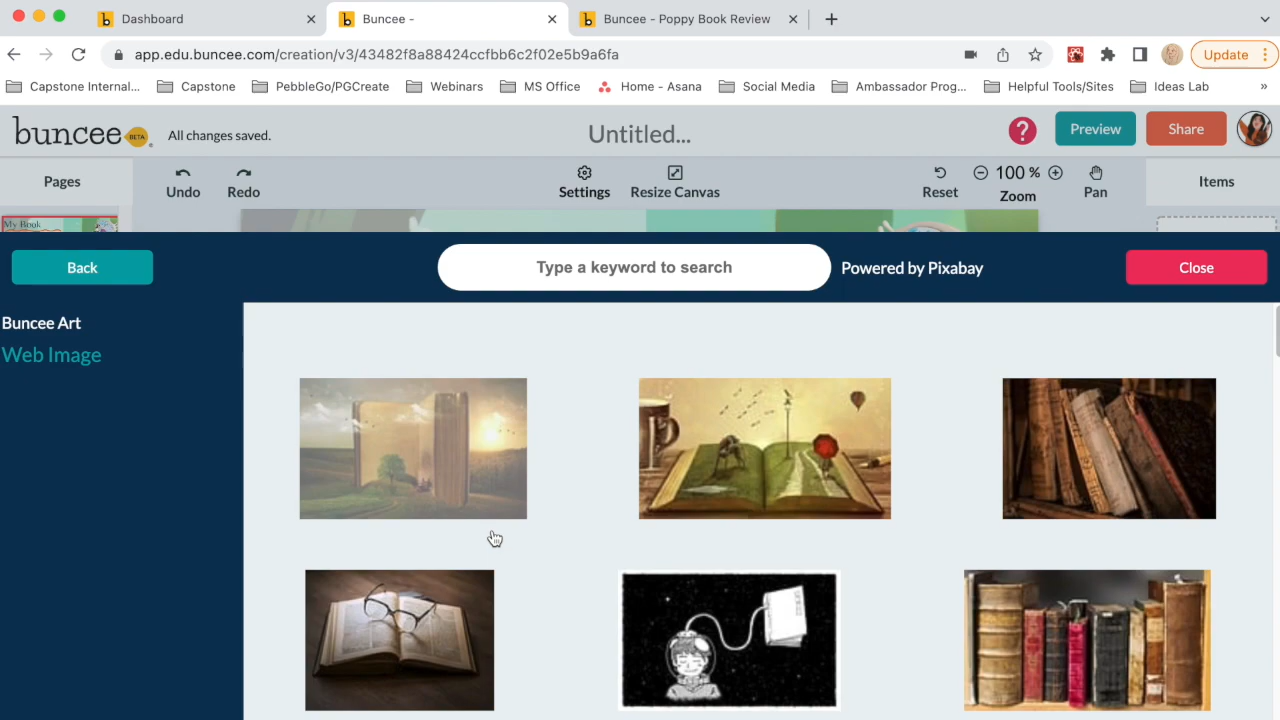 Dashboard
Buncee -
Buncee - Poppy Book Review
app.edu.buncee.com/creation/v3/43482f8a88424ccfbb6c2f02e5b9a6fa
Update
Capstone Internal...
Capstone
PebbleGo/PGCreate
Webinars
MS Office
Home - Asana
Social Media
Ambassador Prog...
Helpful Tools/Sites
Ideas Lab
»
buncee
BETA
All changes saved.
Untitled...
?
Preview
Share
Pages
Undo
Redo
Settings
Resize Canvas
Reset
100 %
Zoom
Pan
Items
My Book
Back
Type a keyword to search
Powered by Pixabay
Close
Buncee Art
Web Image